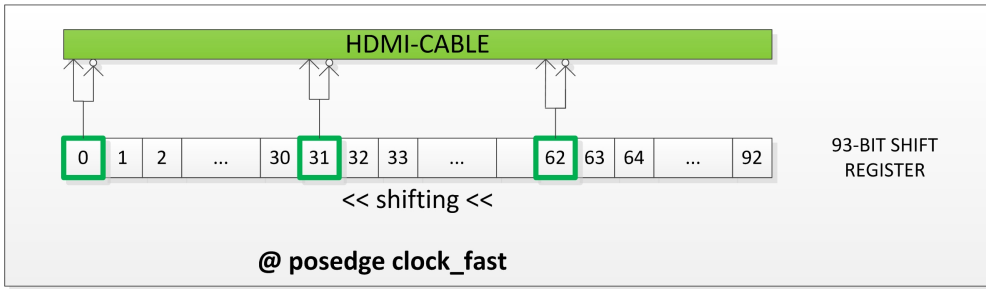 HDMI-CABLE
0 1 2 ... 30 31 32 33 ... 62 63 64 ... 92
93-BIT SHIFT
REGISTER
<< shifting <<
@ posedge clock_fast